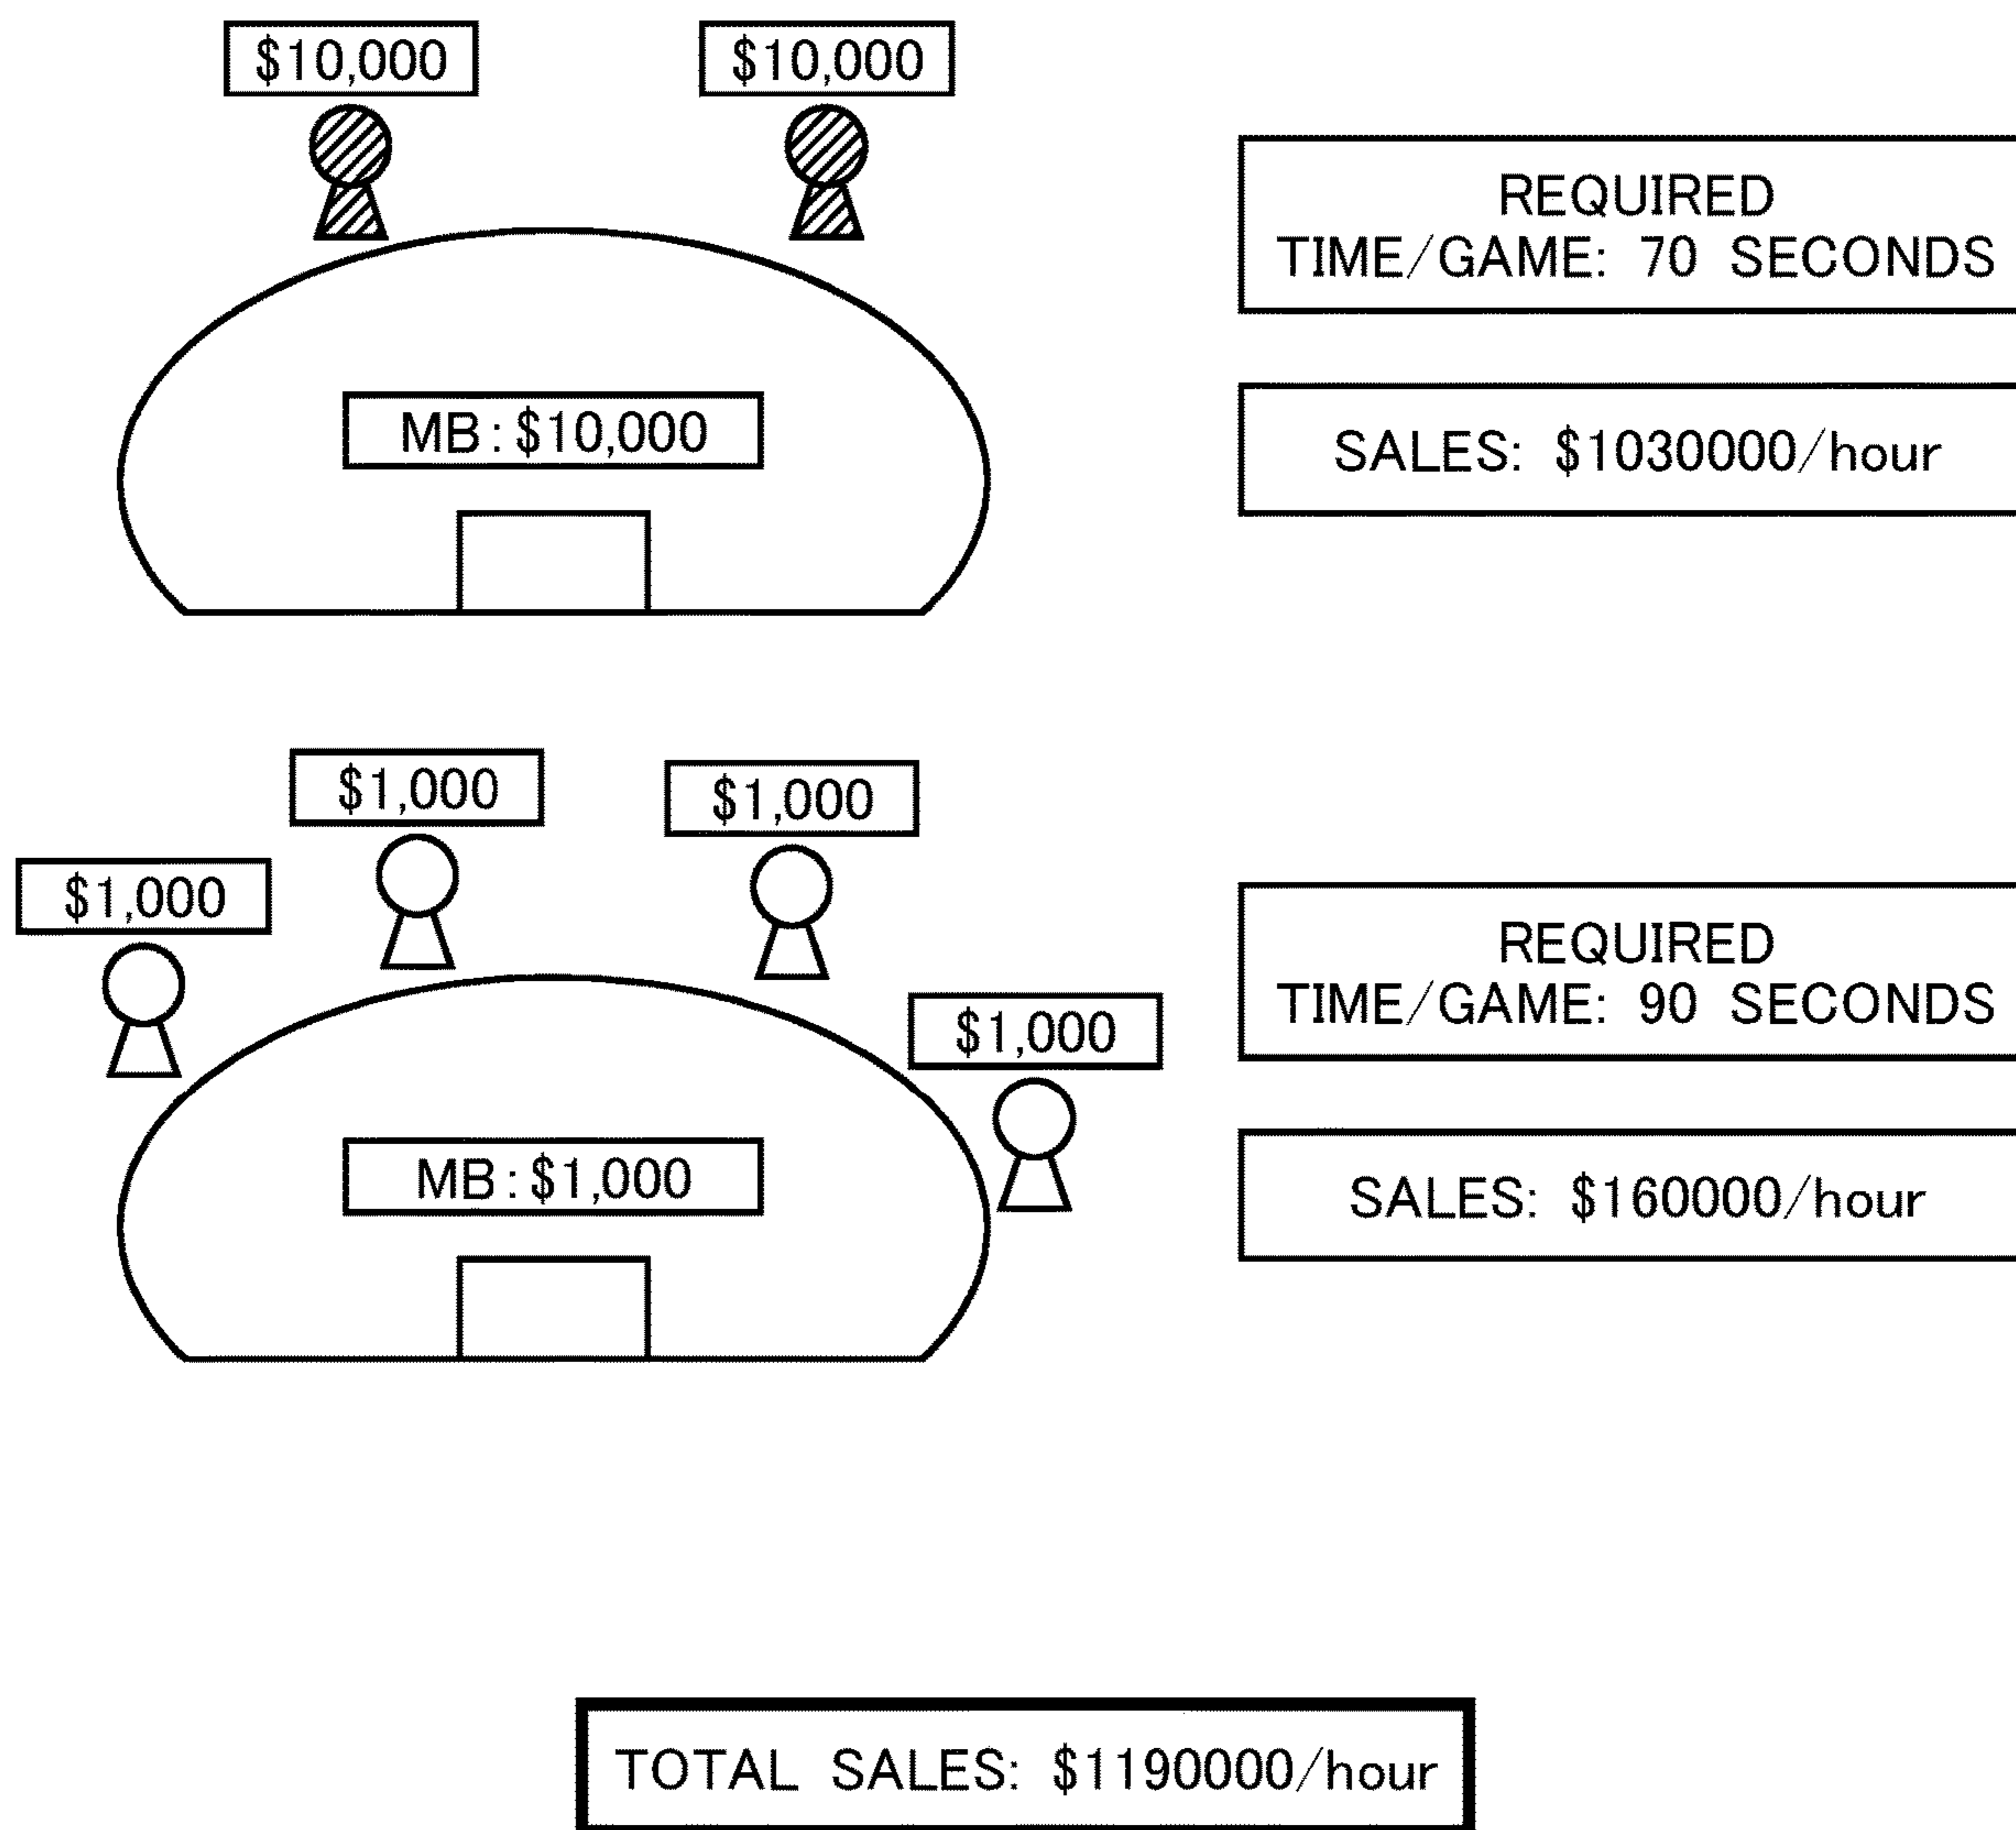 $10,000
$10,000
REQUIRED
TIME/GAME: 70 SECONDS
MB:$10,000
SALES: $1030000/hour
$1,000
$1,000
$1,000
$1,000
REQUIRED
TIME/GAME: 90 SECONDS
MB:$1,000
SALES: $160000/hour
TOTAL SALES: $1190000/hour